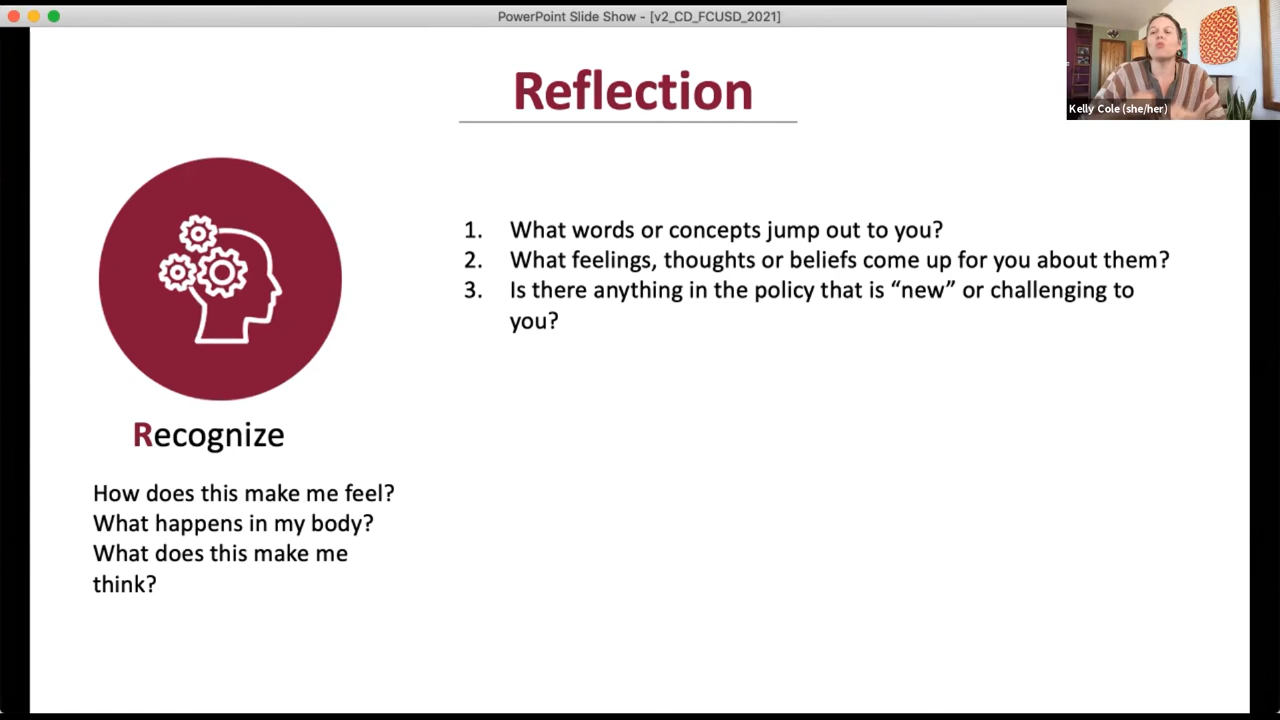 PowerPoint Slide Show - [v2_CD_FCUSD_2021]
Kelly Cole (she/her)
Reflection
1. What words or concepts jump out to you?
2. What feelings, thoughts or beliefs come up for you about them?
3. Is there anything in the policy that is “new” or challenging to
you?
Recognize
How does this make me feel?
What happens in my body?
What does this make me
think?